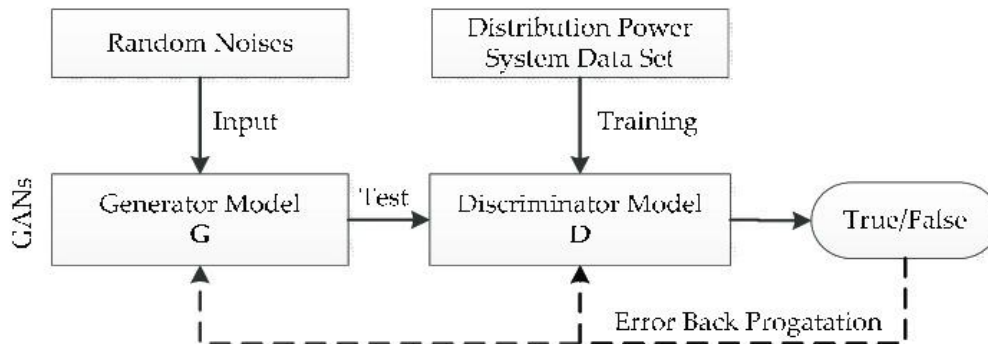 Random Noises
Distribution Power
System Data Set
Input
Training
GANs
Generator Model
G
Test
Discriminator Model
D
True/False
Error Back Progatation